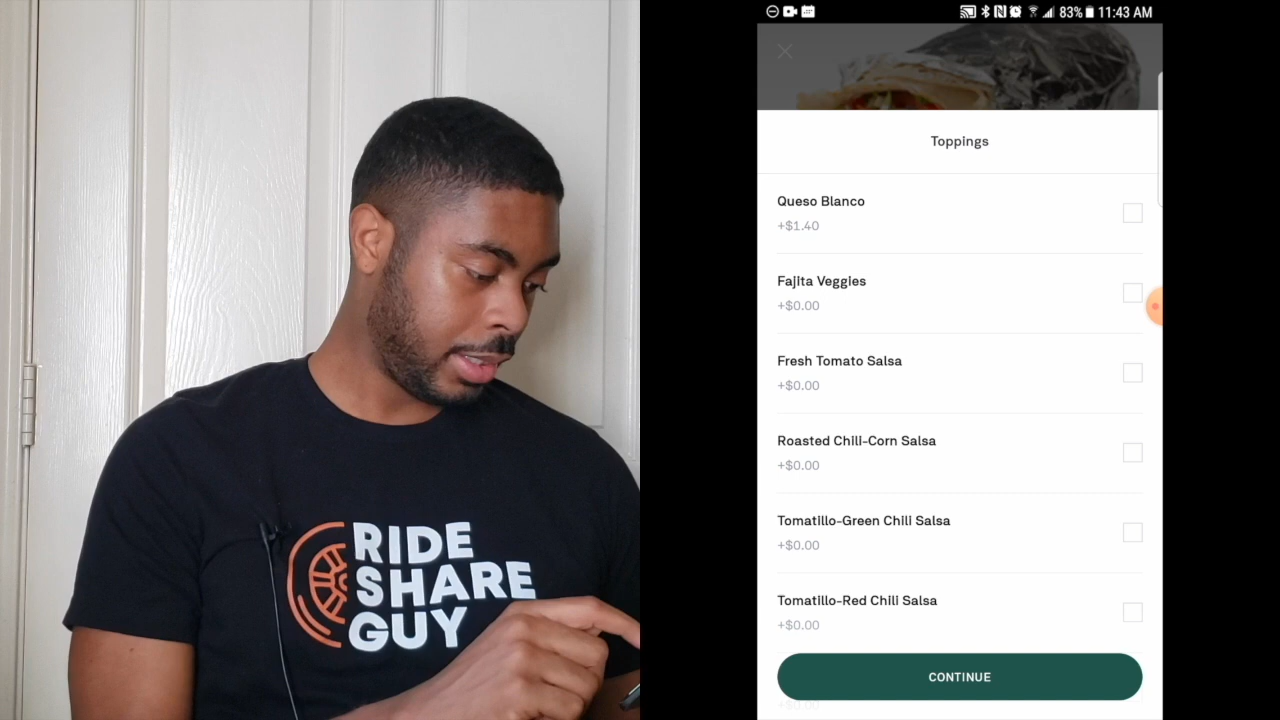 RIDE
SHARE
GUY
83% 11:43 AM
Toppings
Queso Blanco
+$1.40
Fajita Veggies
+$0.00
Fresh Tomato Salsa
+$0.00
Roasted Chili-Corn Salsa
+$0.00
Tomatillo-Green Chili Salsa
+$0.00
Tomatillo-Red Chili Salsa
+$0.00
CONTINUE
+$0.00